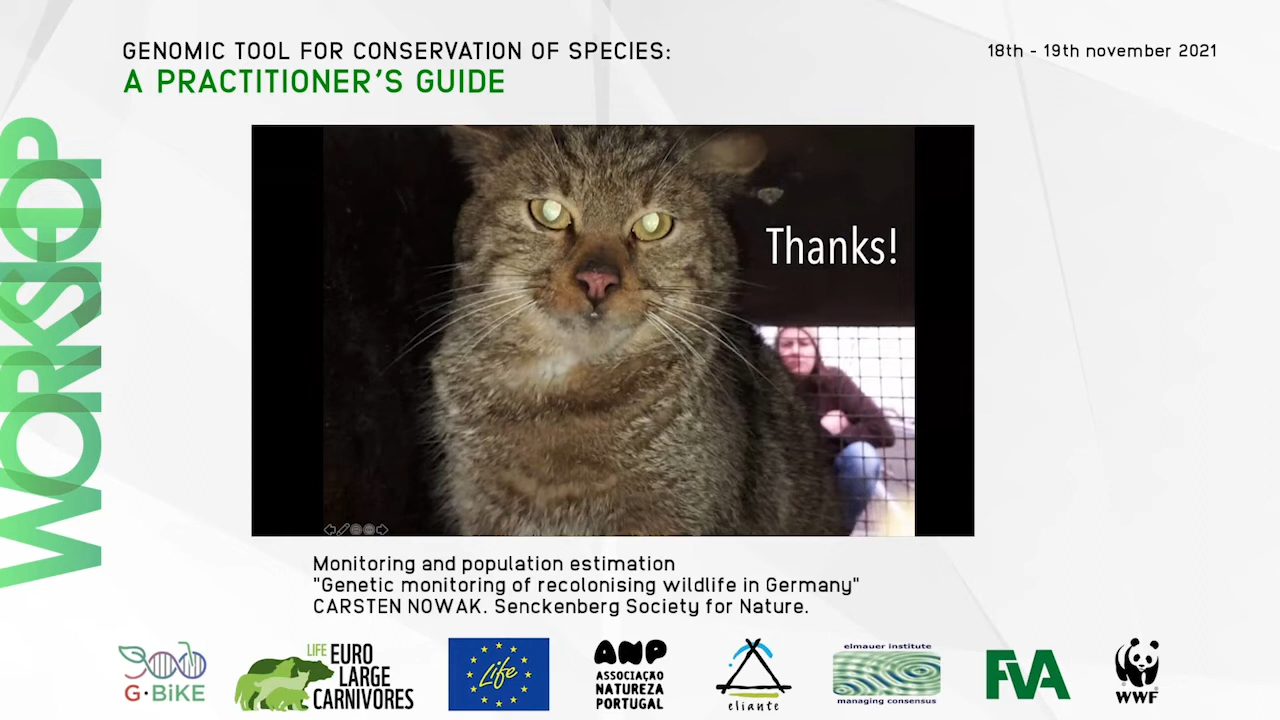 GENOMIC TOOL FOR CONSERVATION OF SPECIES:
A PRACTITIONER'S GUIDE
18th - 19th november 2021
WORKSHOP
Thanks!
Monitoring and population estimation
"Genetic monitoring of recolonising wildlife in Germany"
CARSTEN NOWAK. Senckenberg Society for Nature.
G·BiKE
LIFE EURO
LARGE
CARNIVORES
Life
ANP
ASSOCIAÇÃO
NATUREZA
PORTUGAL
eliante
elmauer institute
managing consensus
FVA
WWF